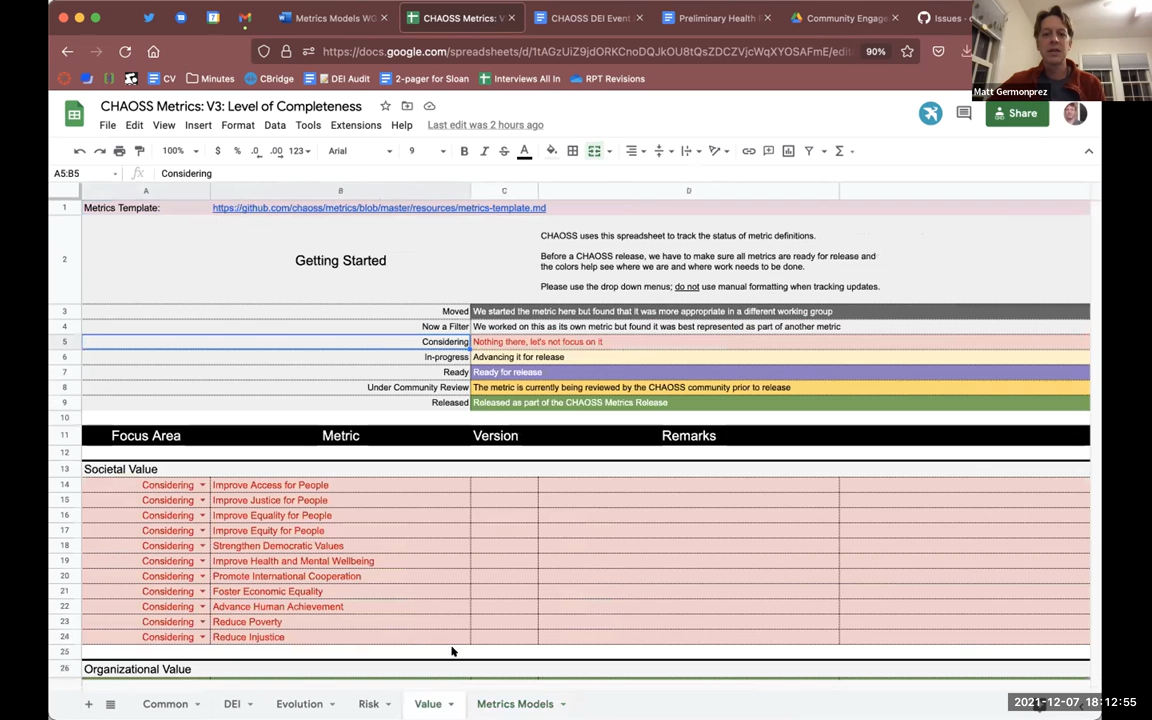 Metrics Models WG
CHAOSS Metrics: V
CHAOSS DEI Event
Preliminary Health
Community Engage
Issues · c
https://docs.google.com/spreadsheets/d/1tAGzUiZ9jdORKCnoDQJkOU8tQsZDCZVjcWqXYOSAFmE/edit
90%
CV
Minutes
CBridge
DEI Audit
2-pager for Sloan
Interviews All In
RPT Revisions
Matt Germonprez
CHAOSS Metrics: V3: Level of Completeness
File Edit View Insert Format Data Tools Extensions Help Last edit was 2 hours ago
Share
100% $ % .0 .00 123 Arial 9 B I S A
A5:B5 fx Considering
A B C D
1 Metrics Template: https://github.com/chaoss/metrics/blob/master/resources/metrics-template.md
2 Getting Started
CHAOSS uses this spreadsheet to track the status of metric definitions.
Before a CHAOSS release, we have to make sure all metrics are ready for release and
the colors help see where we are and where work needs to be done.
Please use the drop down menus; do not use manual formatting when tracking updates.
3 Moved We started the metric here but found that it was more appropriate in a different working group
4 Now a Filter We worked on this as its own metric but found it was best represented as part of another metric
5 Considering Nothing there, let's not focus on it
6 In-progress Advancing it for release
7 Ready Ready for release
8 Under Community Review The metric is currently being reviewed by the CHAOSS community prior to release
9 Released Released as part of the CHAOSS Metrics Release
10
11 Focus Area Metric Version Remarks
12
13 Societal Value
14 Considering Improve Access for People
15 Considering Improve Justice for People
16 Considering Improve Equality for People
17 Considering Improve Equity for People
18 Considering Strengthen Democratic Values
19 Considering Improve Health and Mental Wellbeing
20 Considering Promote International Cooperation
21 Considering Foster Economic Equality
22 Considering Advance Human Achievement
23 Considering Reduce Poverty
24 Considering Reduce Injustice
25
26 Organizational Value
Common DEI Evolution Risk Value Metrics Models
2021-12-07, 18:12:55